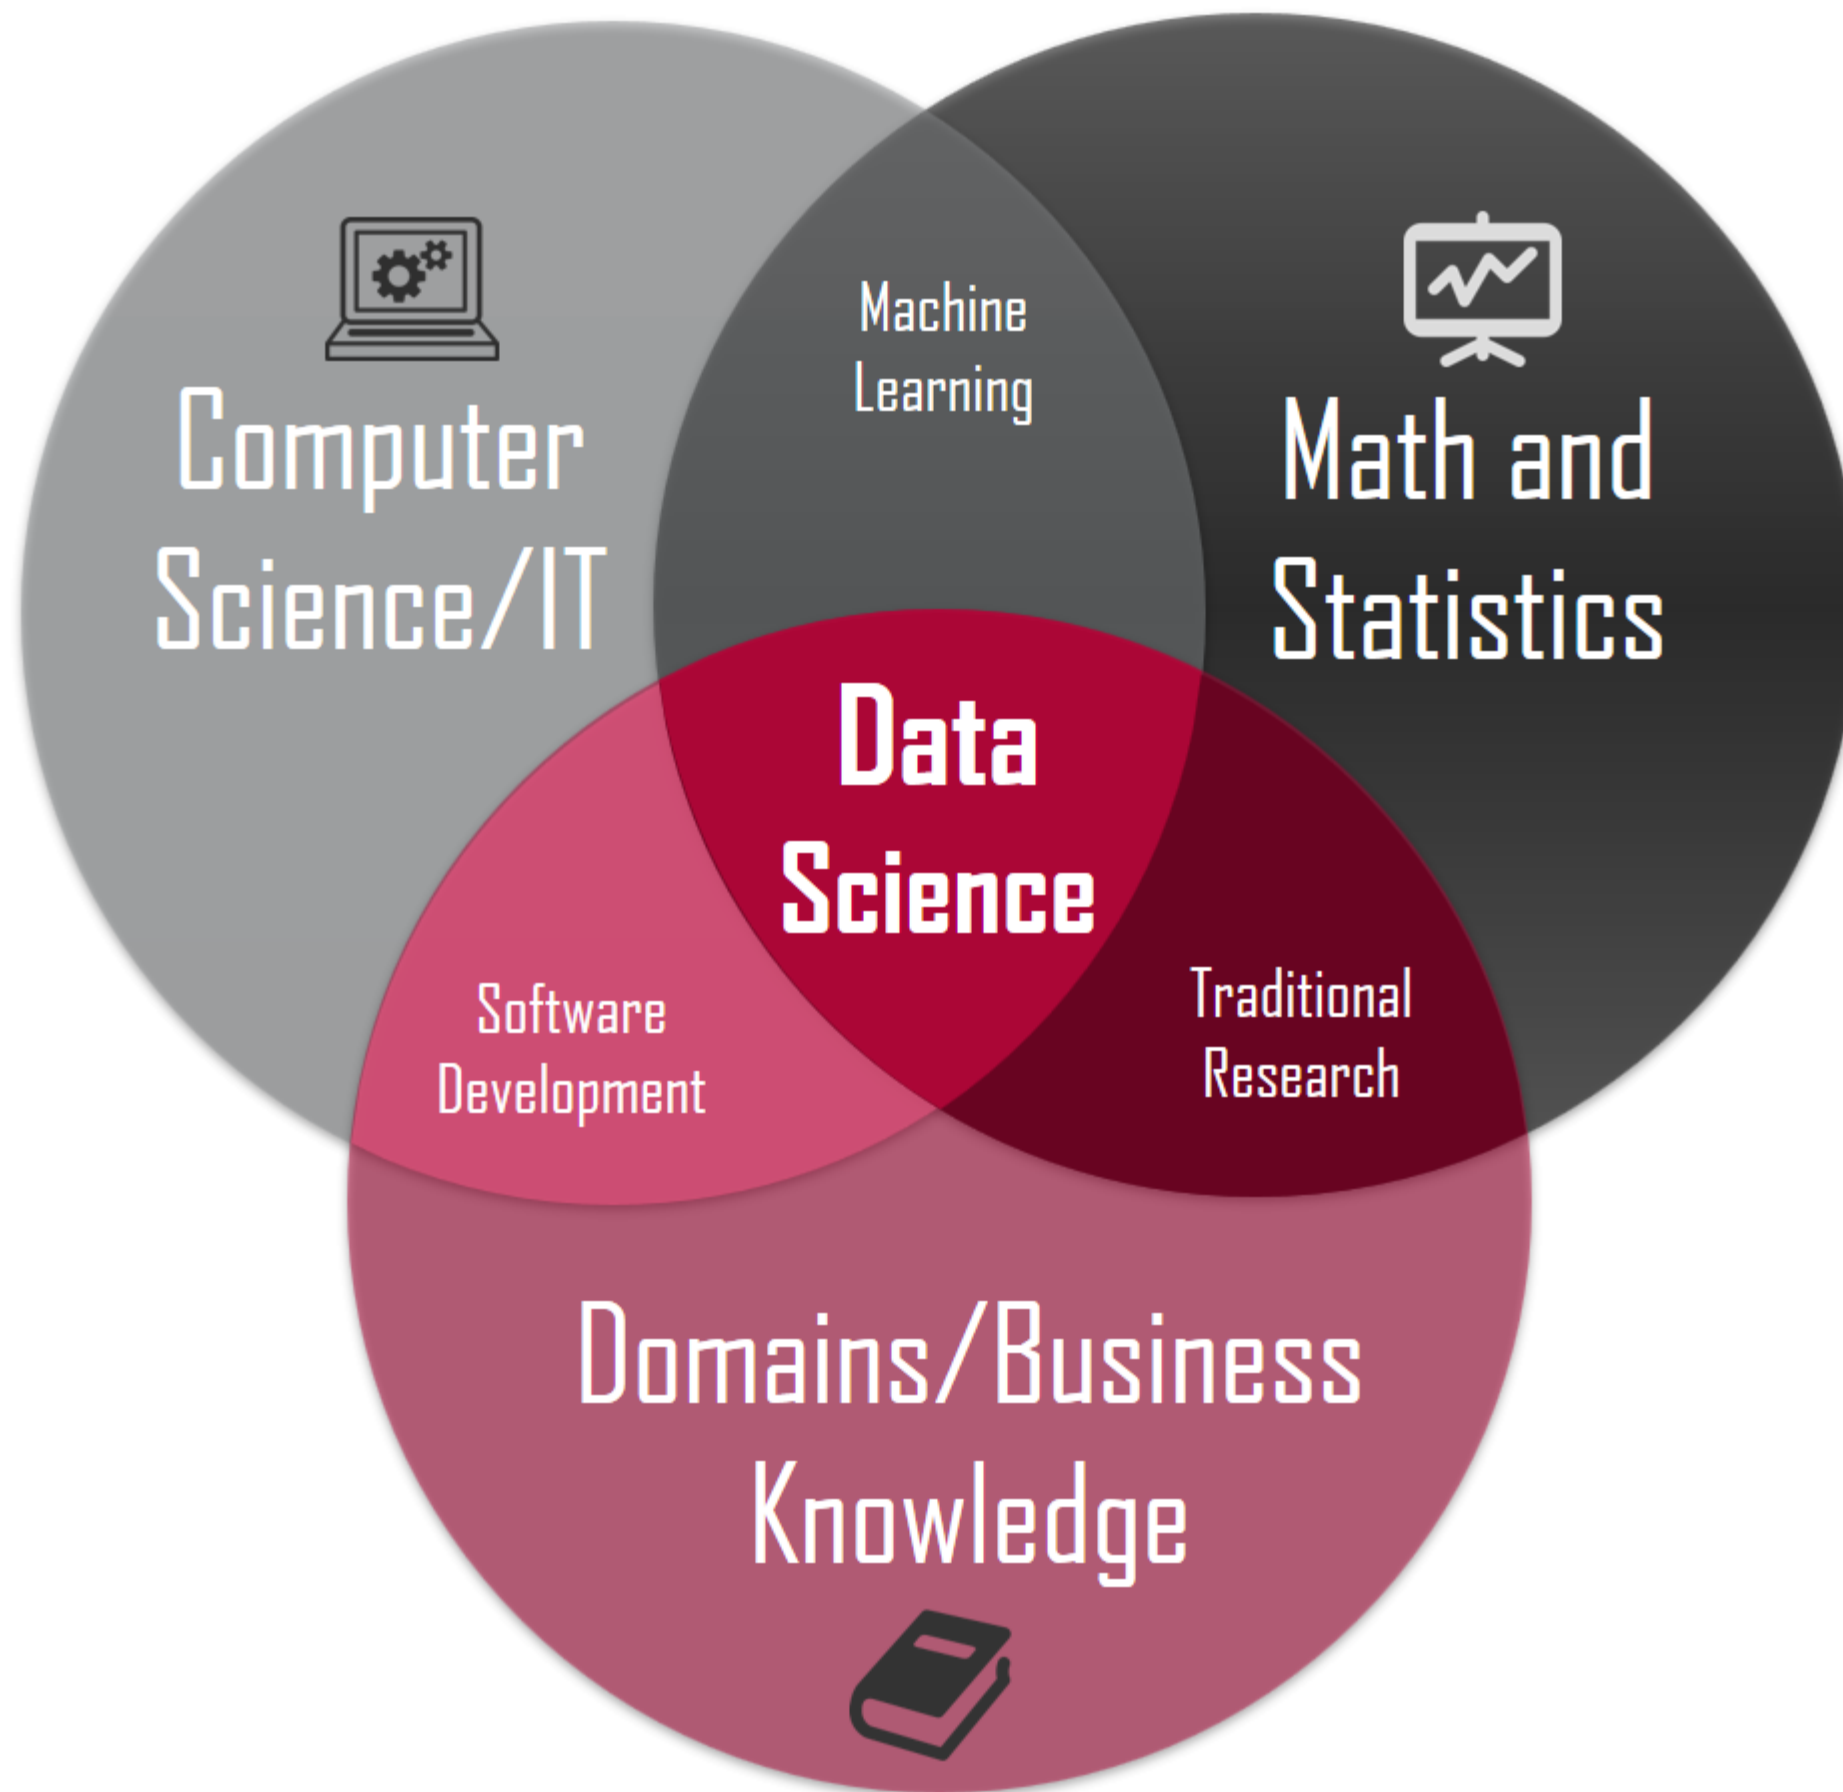 Computer
Science/IT
Machine
Learning
Math and
Statistics
Data
Science
Software
Development
Traditional
Research
Domains/Business
Knowledge